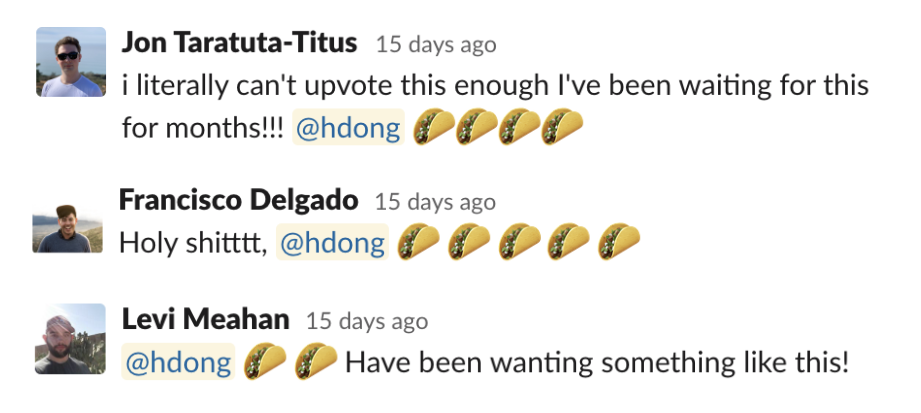 Jon Taratuta-Titus 15 days ago
i literally can't upvote this enough I've been waiting for this
for months!!! @hdong 🌮🌮🌮🌮
Francisco Delgado 15 days ago
Holy shitttt, @hdong 🌮 🌮 🌮 🌮 🌮
Levi Meahan 15 days ago
@hdong 🌮 🌮 Have been wanting something like this!